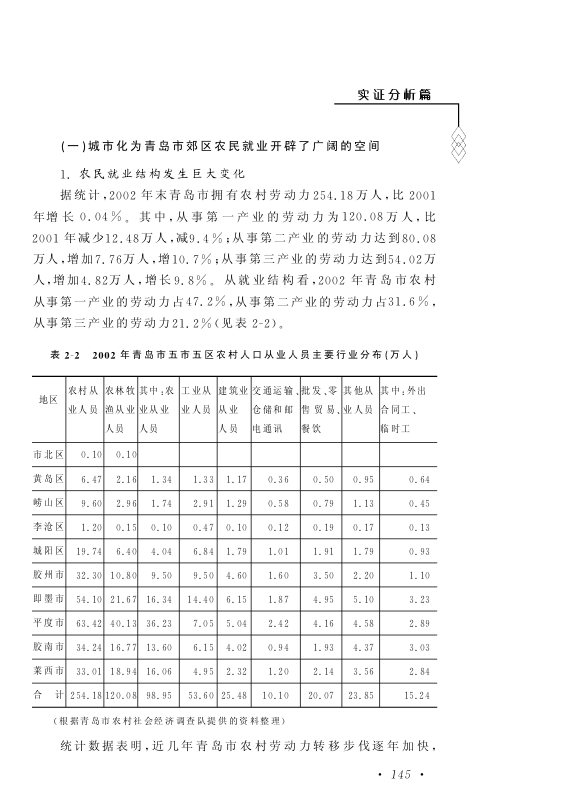 实证分析篇
(一)城市化为青岛市郊区农民就业开辟了广阔的空间
1. 农民就业结构发生巨大变化
据统计,2002 年末青岛市拥有农村劳动力 254.18 万人,比 2001
年增长 0.04%。其中,从事第一产业的劳动力为 120.08 万人,比
2001 年减少12.48万人,减9.4%;从事第二产业的劳动力达到80.08
万人,增加7.76万人,增10.7%;从事第三产业的劳动力达到54.02万
人,增加4.82万人,增长9.8%。从就业结构看,2002 年青岛市农村
从事第一产业的劳动力占47.2%,从事第二产业的劳动力占31.6%,
从事第三产业的劳动力21.2%(见表 2-2)。
表 2-2 2002 年青岛市五市五区农村人口从业人员主要行业分布(万人)
地区 农村从业人员 农林牧渔从业人员 其中:农业从业人员 工业从业人员 建筑业从业人员 交通运输、仓储和邮电通讯 批发、零售贸易、餐饮 其他从业人员 其中:外出合同工、临时工
市北区 0.10 0.10
黄岛区 6.47 2.16 1.34 1.33 1.17 0.36 0.50 0.95 0.64
崂山区 9.60 2.96 1.74 2.91 1.29 0.58 0.79 1.13 0.45
李沧区 1.20 0.15 0.10 0.47 0.10 0.12 0.19 0.17 0.13
城阳区 19.74 6.40 4.04 6.84 1.79 1.01 1.91 1.79 0.93
胶州市 32.30 10.80 9.50 9.50 4.60 1.60 3.50 2.20 1.10
即墨市 54.10 21.67 16.34 14.40 6.15 1.87 4.95 5.10 3.23
平度市 63.42 40.13 36.23 7.05 5.04 2.42 4.16 4.58 2.89
胶南市 34.24 16.77 13.60 6.15 4.02 0.94 1.93 4.37 3.03
莱西市 33.01 18.94 16.06 4.95 2.32 1.20 2.14 3.56 2.84
合 计 254.18 120.08 98.95 53.60 25.48 10.10 20.07 23.85 15.24
(根据青岛市农村社会经济调查队提供的资料整理)
统计数据表明,近几年青岛市农村劳动力转移步伐逐年加快,
• 145 •